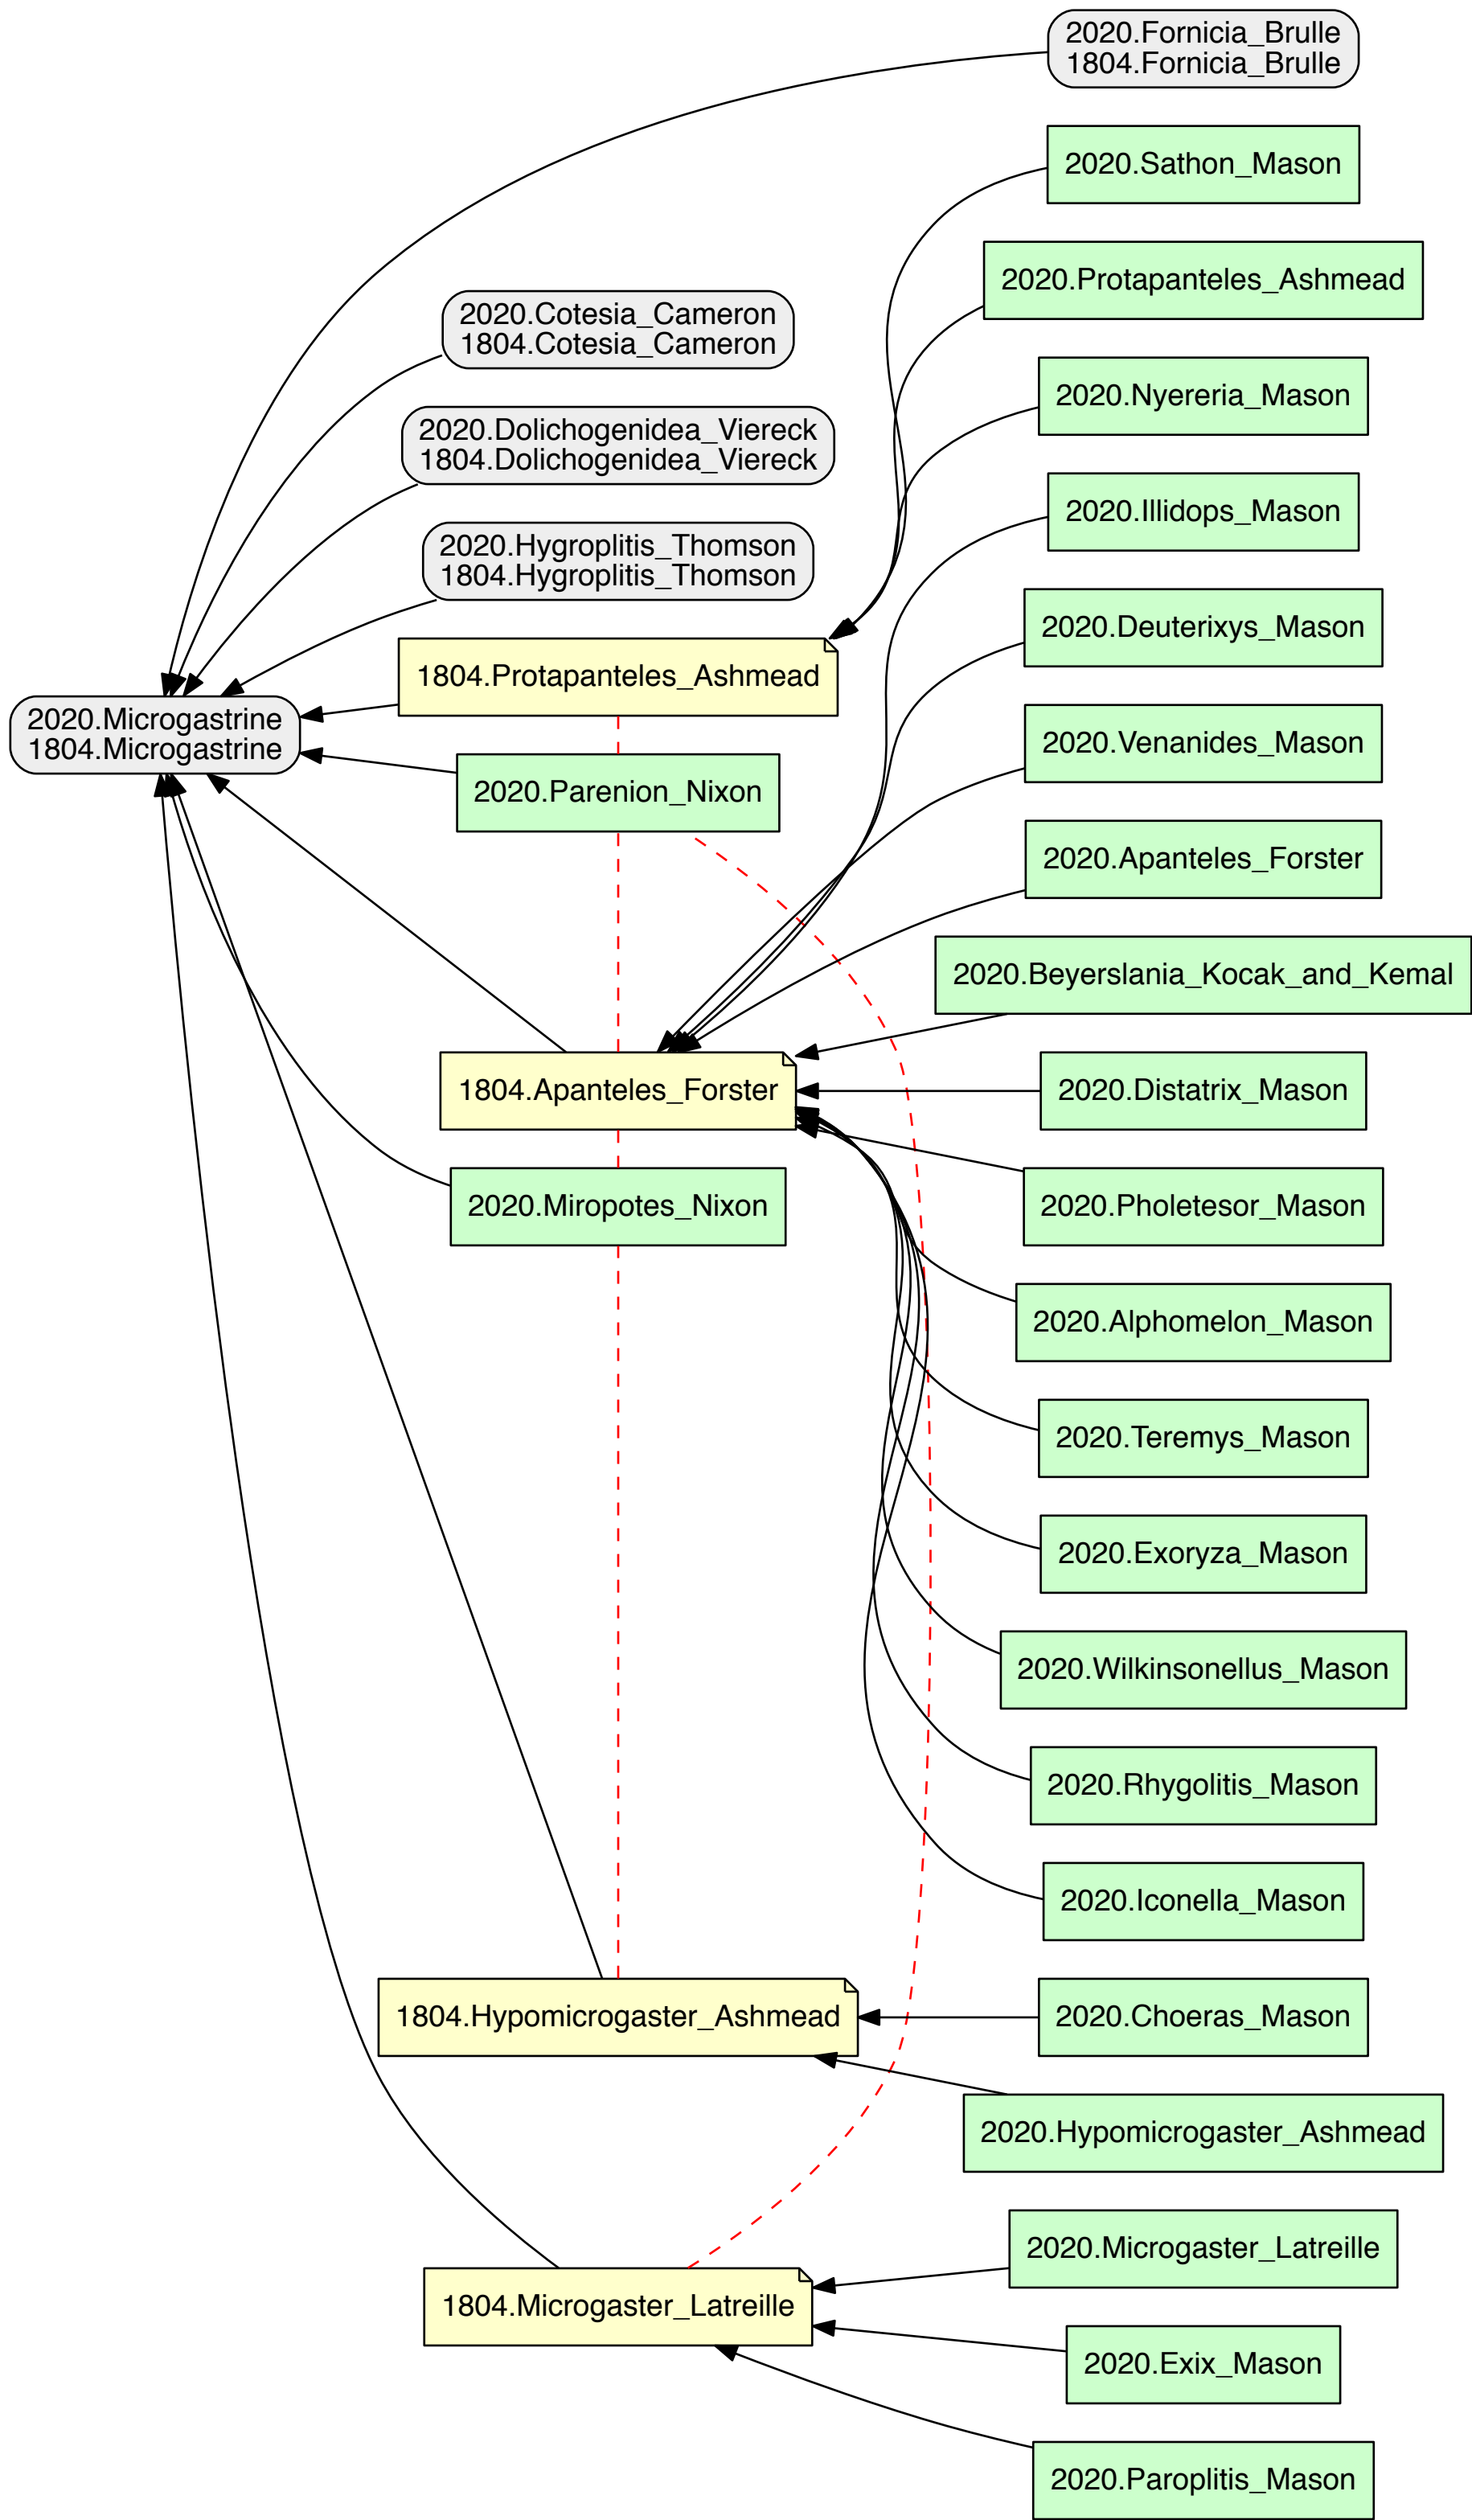 2020.Fornicia_Brulle
1804.Fornicia_Brulle
2020.Sathon_Mason
2020.Protapanteles_Ashmead
2020.Cotesia_Cameron
1804.Cotesia_Cameron
2020.Nyereria_Mason
2020.Dolichogenidea_Viereck
1804.Dolichogenidea_Viereck
2020.Illidops_Mason
2020.Hygroplitis_Thomson
1804.Hygroplitis_Thomson
2020.Deuterixys_Mason
1804.Protapanteles_Ashmead
2020.Microgastrine
1804.Microgastrine
2020.Venanides_Mason
2020.Parenion_Nixon
2020.Apanteles_Forster
2020.Beyerslania_Kocak_and_Kemal
1804.Apanteles_Forster
2020.Distatrix_Mason
2020.Miropotes_Nixon
2020.Pholetesor_Mason
2020.Alphomelon_Mason
2020.Teremys_Mason
2020.Exoryza_Mason
2020.Wilkinsonellus_Mason
2020.Rhygolitis_Mason
2020.Iconella_Mason
1804.Hypomicrogaster_Ashmead
2020.Choeras_Mason
2020.Hypomicrogaster_Ashmead
2020.Microgaster_Latreille
1804.Microgaster_Latreille
2020.Exix_Mason
2020.Paroplitis_Mason